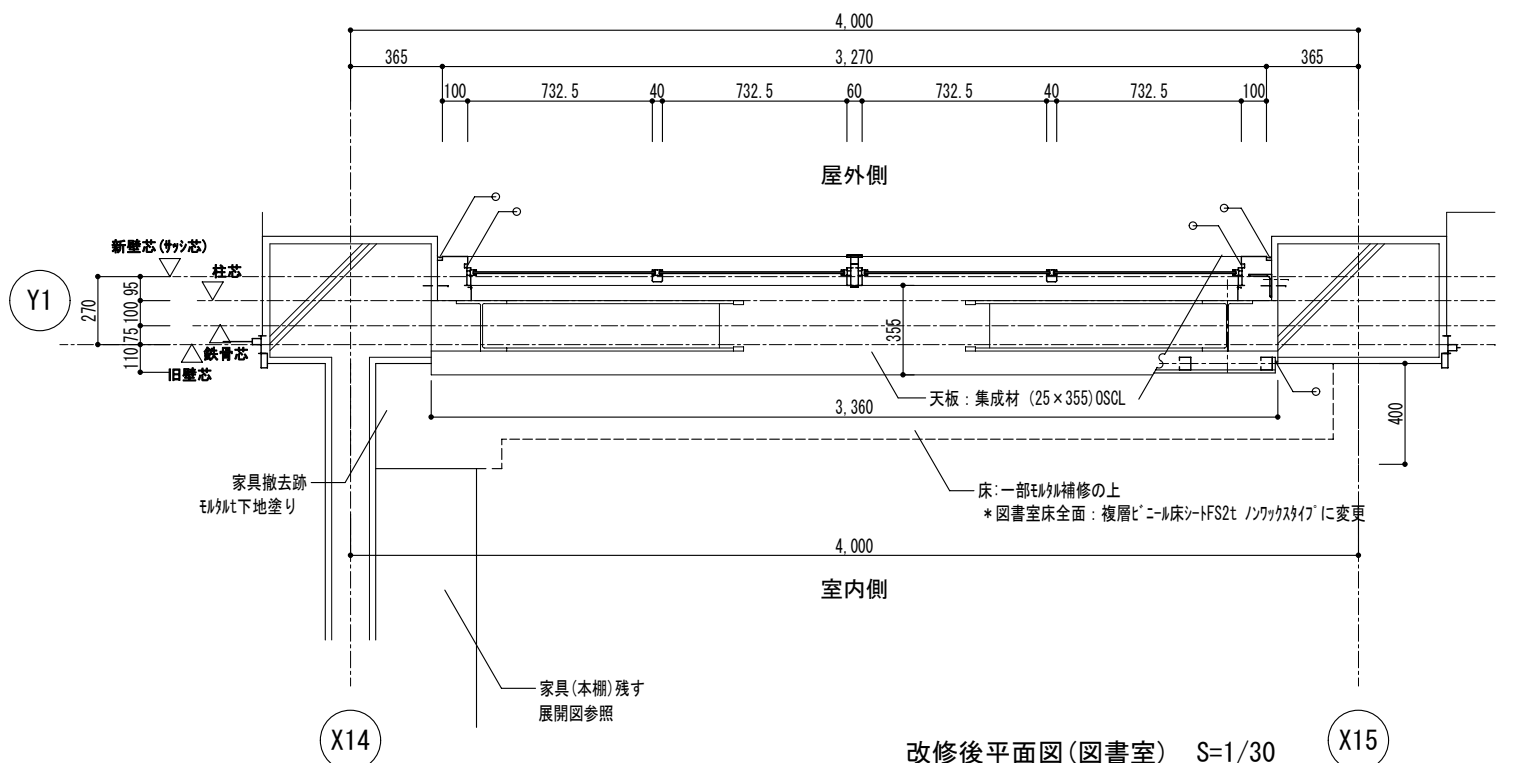 4,000
365
3,270
365
100
732.5
40
732.5
60
732.5
40
732.5
100
屋外側
新壁芯(ｻｯｼ芯)
柱芯
Y1
270
95
100
75
110
鉄骨芯
旧壁芯
355
天板：集成材 (25×355)OSCL
3,360
400
家具撤去跡
ﾓﾙﾀﾙt下地塗り
床:一部ﾓﾙﾀﾙ補修の上
＊図書室床全面：複層ﾋﾞﾆｰﾙ床ｼｰﾄFS2t ﾉﾝﾜｯｸｽﾀｲﾌﾟに変更
4,000
室内側
家具(本棚)残す
展開図参照
X14
改修後平面図(図書室) S=1/30
X15